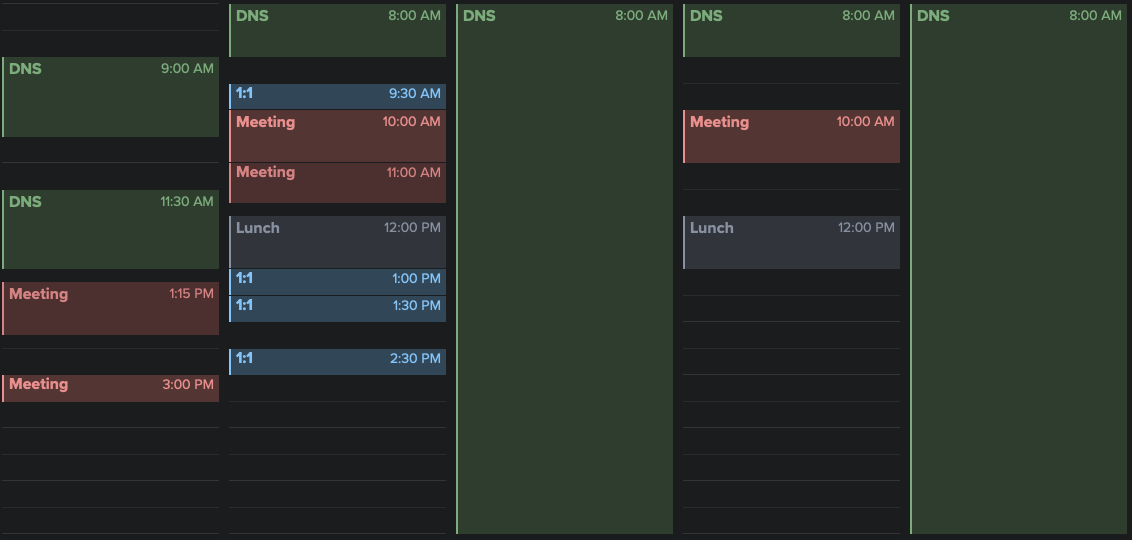 DNS 9:00 AM
DNS 11:30 AM
Meeting 1:15 PM
Meeting 3:00 PM
DNS 8:00 AM
1:1 9:30 AM
Meeting 10:00 AM
Meeting 11:00 AM
Lunch 12:00 PM
1:1 1:00 PM
1:1 1:30 PM
1:1 2:30 PM
DNS 8:00 AM
DNS 8:00 AM
Meeting 10:00 AM
Lunch 12:00 PM
DNS 8:00 AM